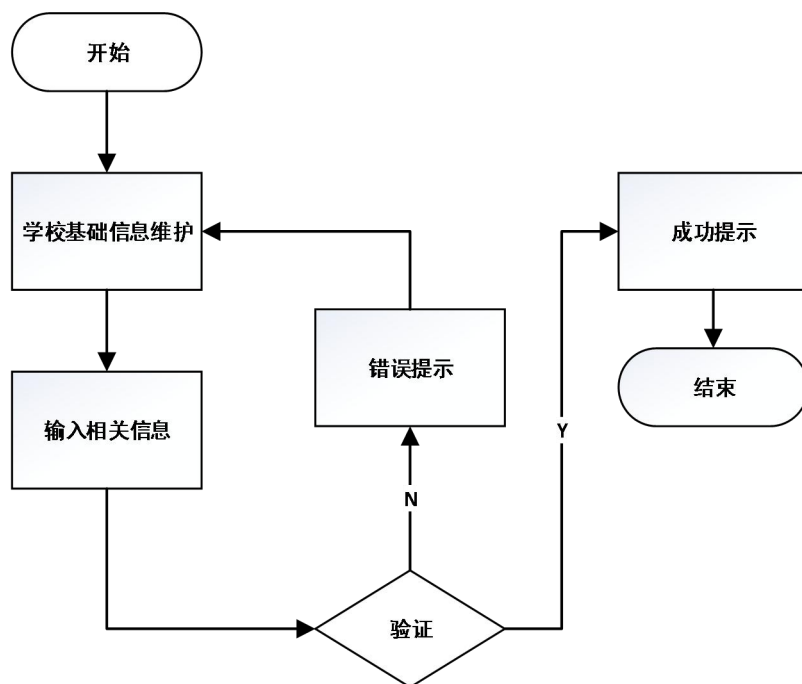 开始
学校基础信息维护
成功提示
错误提示
结束
输入相关信息
Y
N
验证